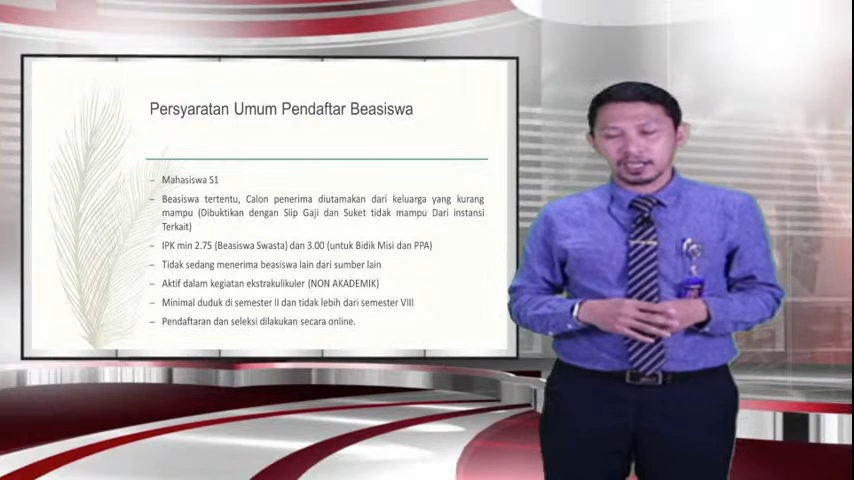 Persyaratan Umum Pendaftar Beasiswa
– Mahasiswa S1
– Beasiswa tertentu, Calon penerima diutamakan dari keluarga yang kurang
mampu (Dibuktikan dengan Slip Gaji dan Suket tidak mampu Dari instansi
Terkait)
– IPK min 2.75 (Beasiswa Swasta) dan 3.00 (untuk Bidik Misi dan PPA)
– Tidak sedang menerima beasiswa lain dari sumber lain
– Aktif dalam kegiatan ekstrakulikuler (NON AKADEMIK)
– Minimal duduk di semester II dan tidak lebih dari semester VIII
– Pendaftaran dan seleksi dilakukan secara online.